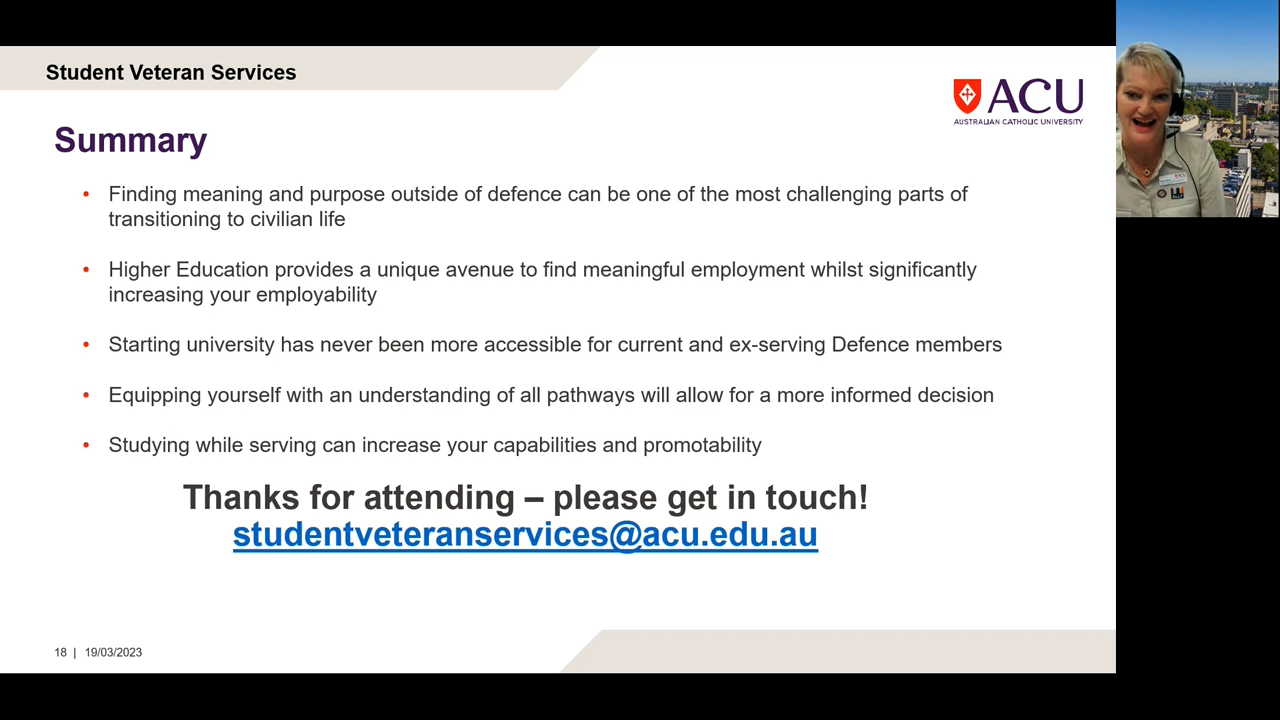 Student Veteran Services
ACU
AUSTRALIAN CATHOLIC UNIVERSITY
Summary
• Finding meaning and purpose outside of defence can be one of the most challenging parts of
transitioning to civilian life
• Higher Education provides a unique avenue to find meaningful employment whilst significantly
increasing your employability
• Starting university has never been more accessible for current and ex-serving Defence members
• Equipping yourself with an understanding of all pathways will allow for a more informed decision
• Studying while serving can increase your capabilities and promotability
Thanks for attending – please get in touch!
studentveteranservices@acu.edu.au
18 | 19/03/2023